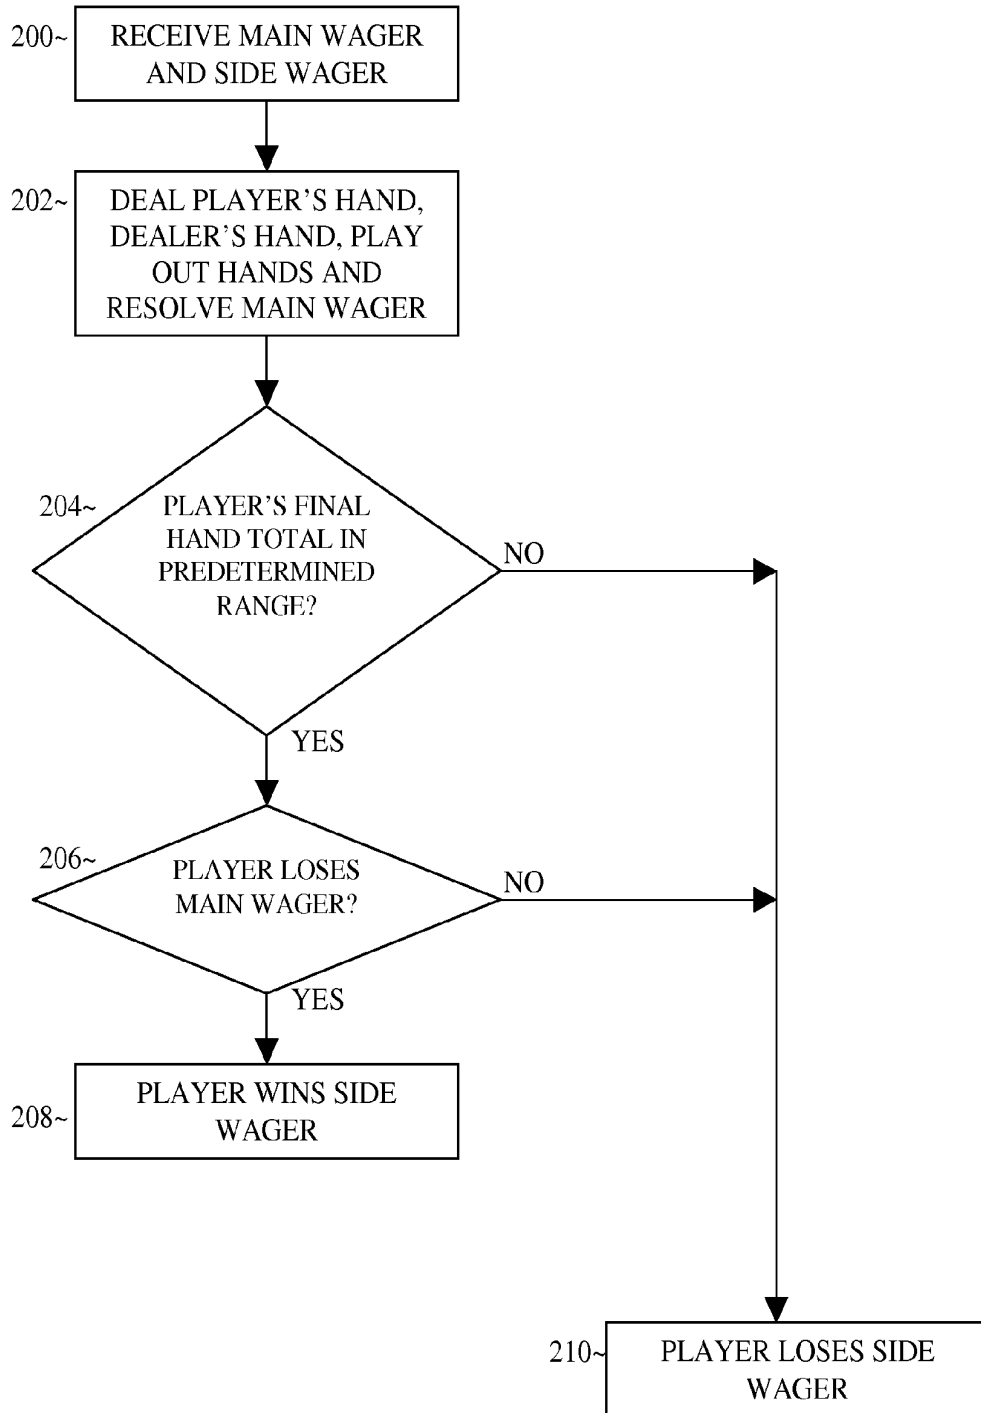 200~
RECEIVE MAIN WAGER
AND SIDE WAGER
202~
DEAL PLAYER’S HAND,
DEALER’S HAND, PLAY
OUT HANDS AND
RESOLVE MAIN WAGER
204~
PLAYER’S FINAL
HAND TOTAL IN
PREDETERMINED
RANGE?
NO
YES
206~
PLAYER LOSES
MAIN WAGER?
NO
YES
208~
PLAYER WINS SIDE
WAGER
210~
PLAYER LOSES SIDE
WAGER